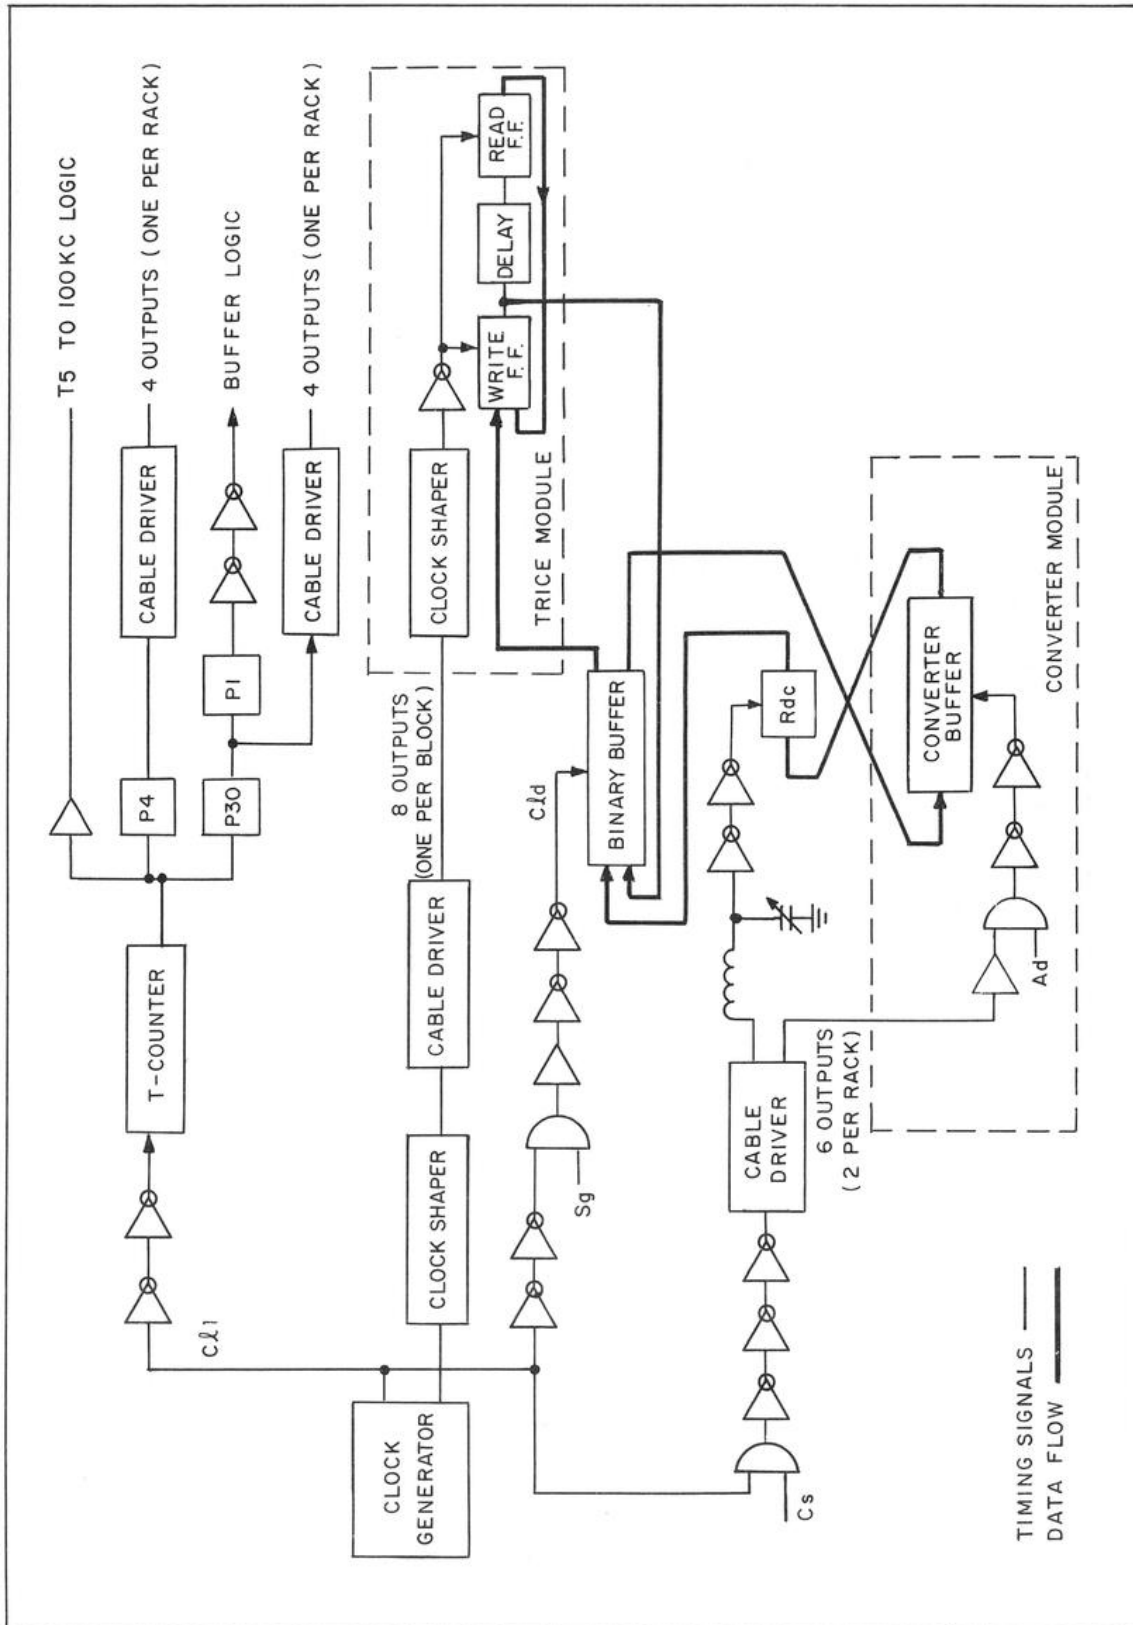 T5 TO 100KC LOGIC
4 OUTPUTS (ONE PER RACK)
BUFFER LOGIC
4 OUTPUTS (ONE PER RACK)
CABLE DRIVER
P4
P1
P30
CABLE DRIVER
T-COUNTER
Cℓ1
CLOCK
GENERATOR
CLOCK SHAPER
CABLE DRIVER
8 OUTPUTS
(ONE PER BLOCK)
CLOCK SHAPER
WRITE
F.F.
DELAY
READ
F.F.
TRICE MODULE
Sg
Cℓd
BINARY BUFFER
Cs
CABLE
DRIVER
6 OUTPUTS
(2 PER RACK)
Rdc
Ad
CONVERTER
BUFFER
CONVERTER MODULE
TIMING SIGNALS
DATA FLOW